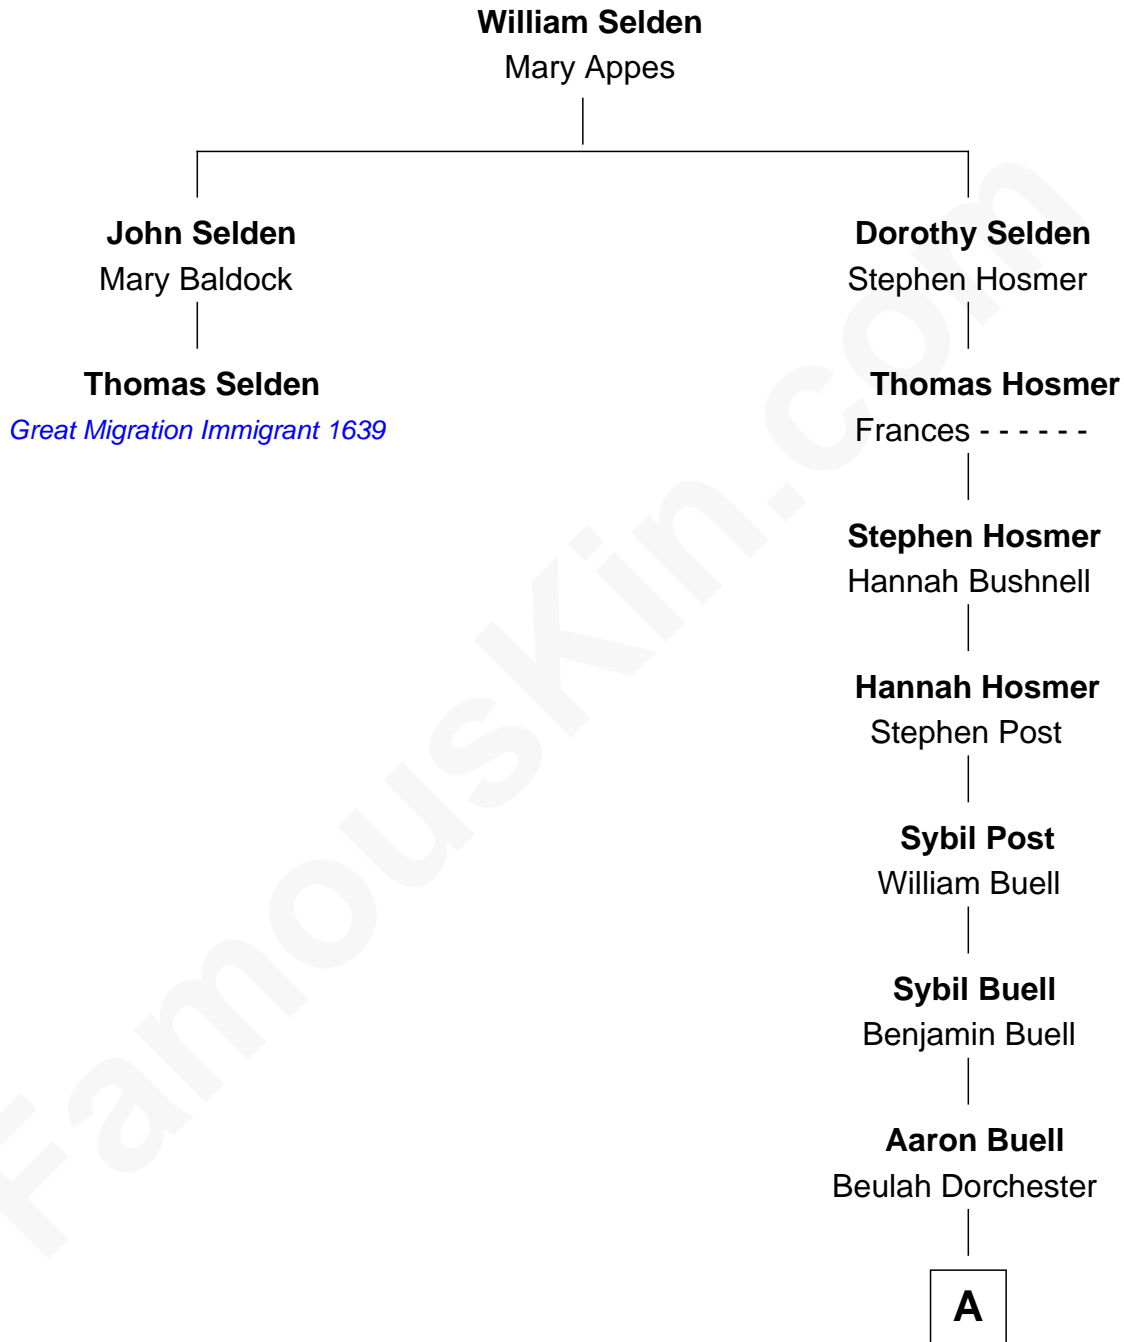 William Selden
Mary Appes
John Selden
Mary Baldock
Thomas Selden
Great Migration Immigrant 1639
Dorothy Selden
Stephen Hosmer
Thomas Hosmer
Frances - - - - - -
Stephen Hosmer
Hannah Bushnell
Hannah Hosmer
Stephen Post
Sybil Post
William Buell
Sybil Buell
Benjamin Buell
Aaron Buell
Beulah Dorchester
A
FamousKin.com